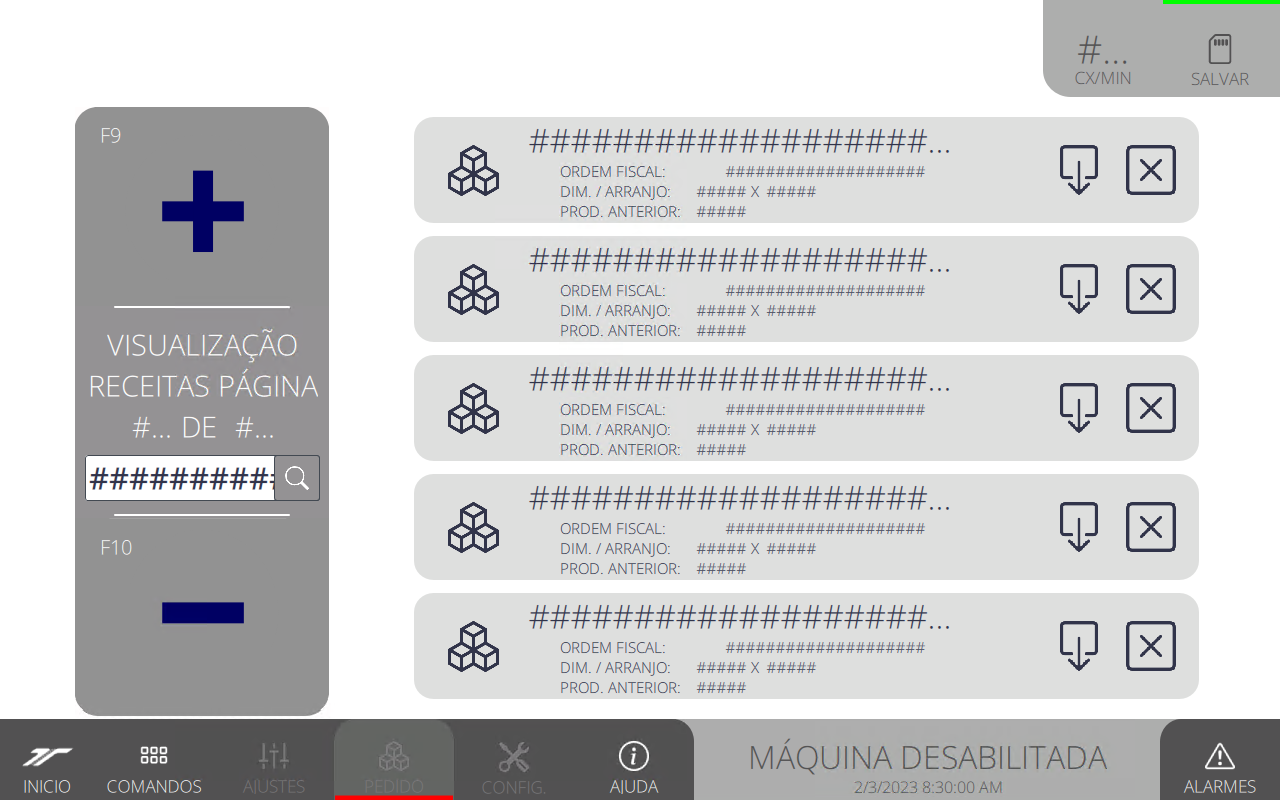 #...
CX/MIN
SALVAR
F9
VISUALIZAÇÃO
RECEITAS PÁGINA
#... DE #...
##########
F10
###################...
ORDEM FISCAL: ####################
DIM. / ARRANJO: ##### X #####
PROD. ANTERIOR: #####
###################...
ORDEM FISCAL: ####################
DIM. / ARRANJO: ##### X #####
PROD. ANTERIOR: #####
###################...
ORDEM FISCAL: ####################
DIM. / ARRANJO: ##### X #####
PROD. ANTERIOR: #####
###################...
ORDEM FISCAL: ####################
DIM. / ARRANJO: ##### X #####
PROD. ANTERIOR: #####
###################...
ORDEM FISCAL: ####################
DIM. / ARRANJO: ##### X #####
PROD. ANTERIOR: #####
INICIO
COMANDOS
AJUSTES
PEDIDO
CONFIG.
AJUDA
MÁQUINA DESABILITADA
2/3/2023 8:30:00 AM
ALARMES